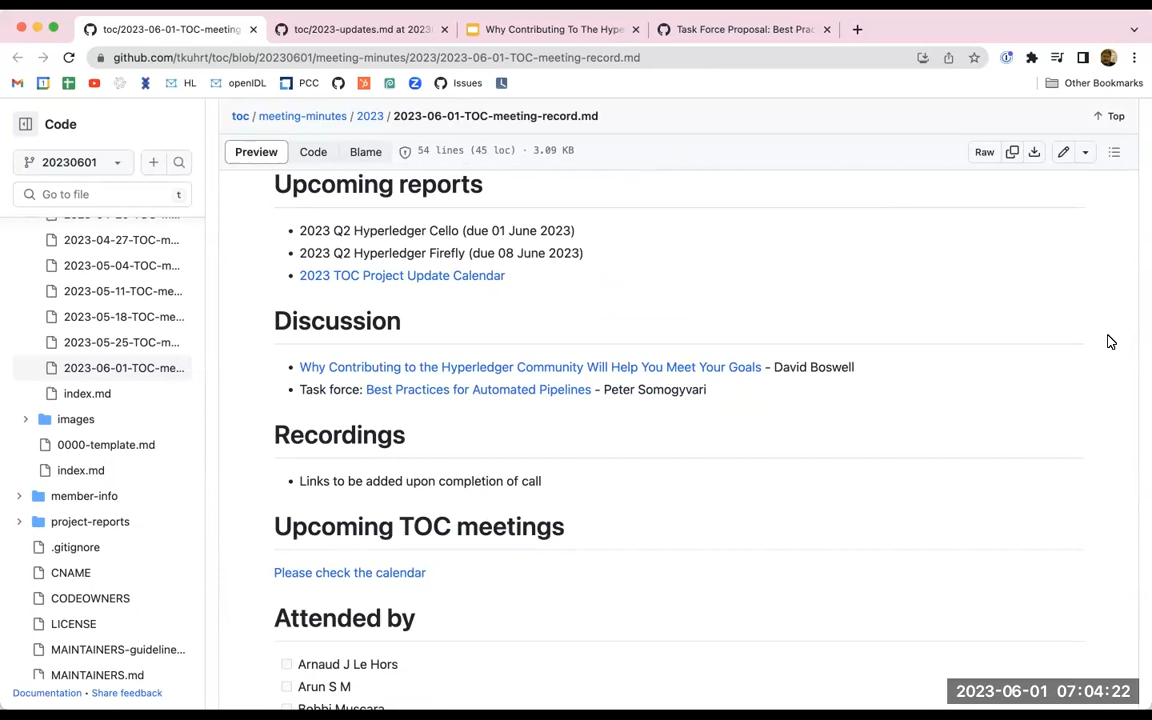 toc/2023-06-01-TOC-meeting-
toc/2023-updates.md at 2023
Why Contributing To The Hype
Task Force Proposal: Best Prac
github.com/tkuhrt/toc/blob/20230601/meeting-minutes/2023/2023-06-01-TOC-meeting-record.md
HL
openIDL
PCC
Issues
Other Bookmarks
Code
toc / meeting-minutes / 2023 / 2023-06-01-TOC-meeting-record.md
Top
20230601
Preview
Code
Blame
54 lines (45 loc) · 3.09 KB
Raw
Go to file
t
2023-04-27-TOC-m...
2023-05-04-TOC-m...
2023-05-11-TOC-me...
2023-05-18-TOC-me...
2023-05-25-TOC-m...
2023-06-01-TOC-me...
index.md
images
0000-template.md
index.md
member-info
project-reports
.gitignore
CNAME
CODEOWNERS
LICENSE
MAINTAINERS-guideline...
MAINTAINERS.md
Documentation • Share feedback
Upcoming reports
• 2023 Q2 Hyperledger Cello (due 01 June 2023)
• 2023 Q2 Hyperledger Firefly (due 08 June 2023)
• 2023 TOC Project Update Calendar
Discussion
• Why Contributing to the Hyperledger Community Will Help You Meet Your Goals - David Boswell
• Task force: Best Practices for Automated Pipelines - Peter Somogyvari
Recordings
• Links to be added upon completion of call
Upcoming TOC meetings
Please check the calendar
Attended by
Arnaud J Le Hors
Arun S M
Bobbi Muscara
2023-06-01 07:04:22